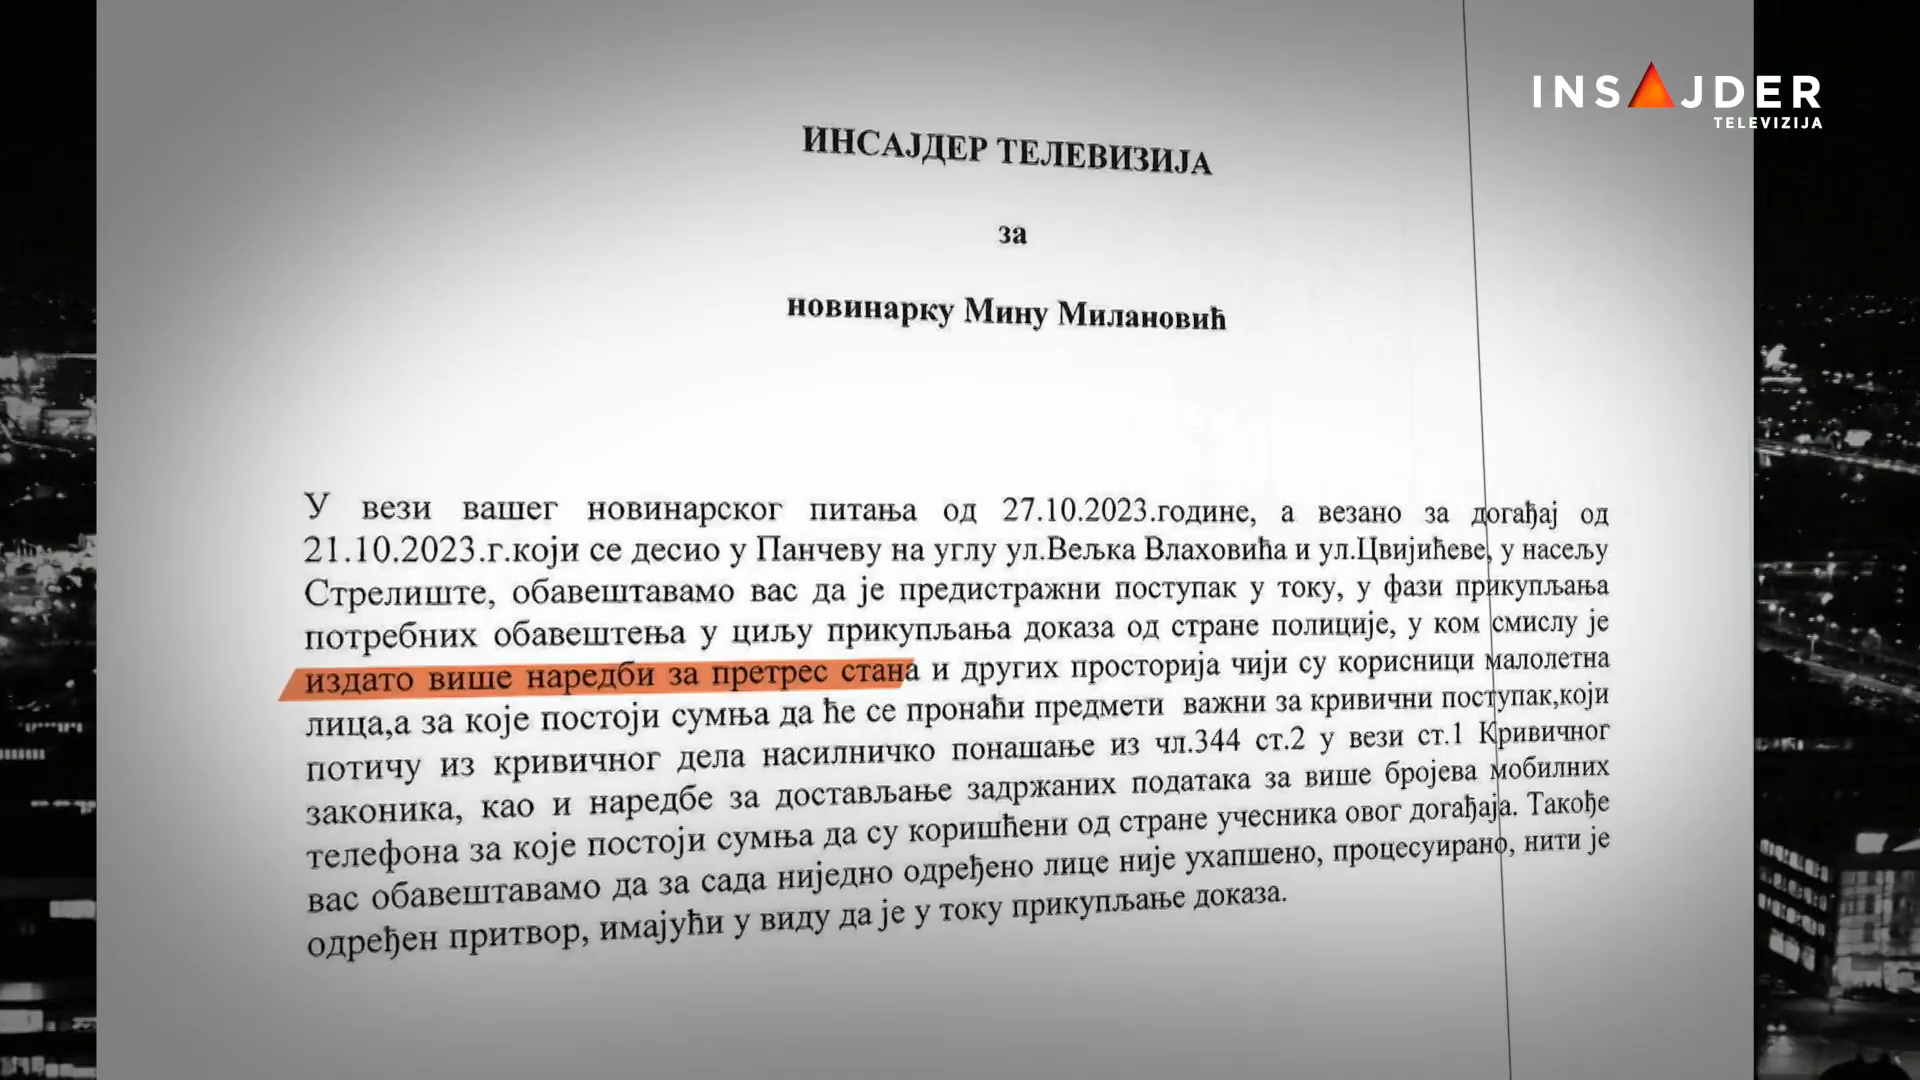 INSAJDER
TELEVIZIJA
ИНСАЈДЕР ТЕЛЕВИЗИЈА
за
новинарку Мину Милановић
У вези вашег новинарског питања од 27.10.2023.године, а везано за догађај од
21.10.2023.г.који се десио у Панчеву на углу ул.Вељка Влаховића и ул.Цвијићеве, у насељу
Стрелиште, обавештавамо вас да је предистражни поступак у току, у фази прикупљања
потребних обавештења у циљу прикупљања доказа од стране полиције, у ком смислу је
издато више наредби за претрес стана и других просторија чији су корисници малолетна
лица,а за које постоји сумња да ће се пронаћи предмети важни за кривични поступак,који
потичу из кривичног дела насилничко понашање из чл.344 ст.2 у вези ст.1 Кривичног
законика, као и наредбе за достављање задржаних података за више бројева мобилних
телефона за које постоји сумња да су коришћени од стране учесника овог догађаја. Такође
вас обавештавамо да за сада ниједно одређено лице није ухапшено, процесуирано, нити је
одређен притвор, имајући у виду да је у току прикупљање доказа.